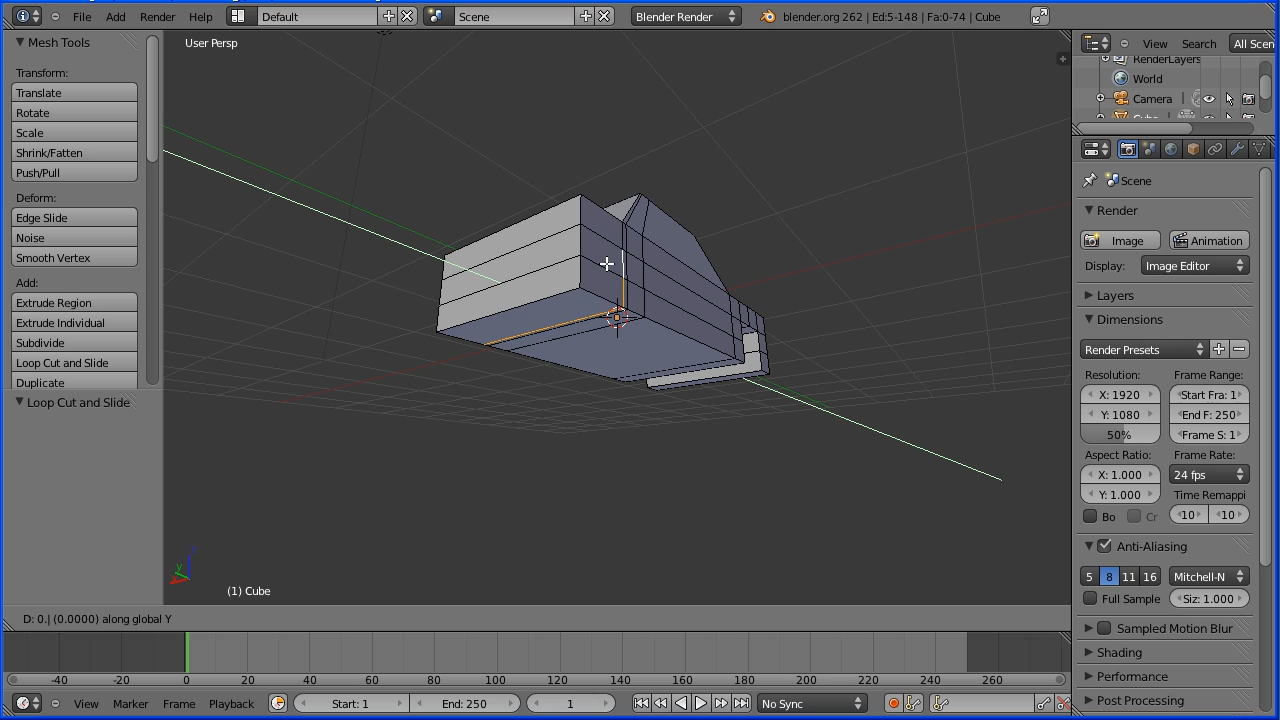 File Add Render Help Default Scene Blender Render blender.org 262 | Ed:5-148 | Fa:0-74 | Cube
Mesh Tools
Transform:
Translate
Rotate
Scale
Shrink/Fatten
Push/Pull
Deform:
Edge Slide
Noise
Smooth Vertex
Add:
Extrude Region
Extrude Individual
Subdivide
Loop Cut and Slide
Duplicate
Loop Cut and Slide
User Persp
(1) Cube
D: 0.| (0.0000) along global Y
View Search All Scen
RenderLayers
World
Camera
Scene
Render
Image Animation
Display: Image Editor
Layers
Dimensions
Render Presets
Resolution: Frame Range:
X: 1920 Start Fra: 1
Y: 1080 End F: 250
50% Frame S: 1
Aspect Ratio: Frame Rate:
X: 1.000 24 fps
Y: 1.000 Time Remappi
Bo Cr 10 10
Anti-Aliasing
5 8 11 16 Mitchell-N
Full Sample Siz: 1.000
Sampled Motion Blur
Shading
Performance
Post Processing
-40 -20 0 20 40 60 80 100 120 140 160 180 200 220 240 260
View Marker Frame Playback Start: 1 End: 250 1 No Sync